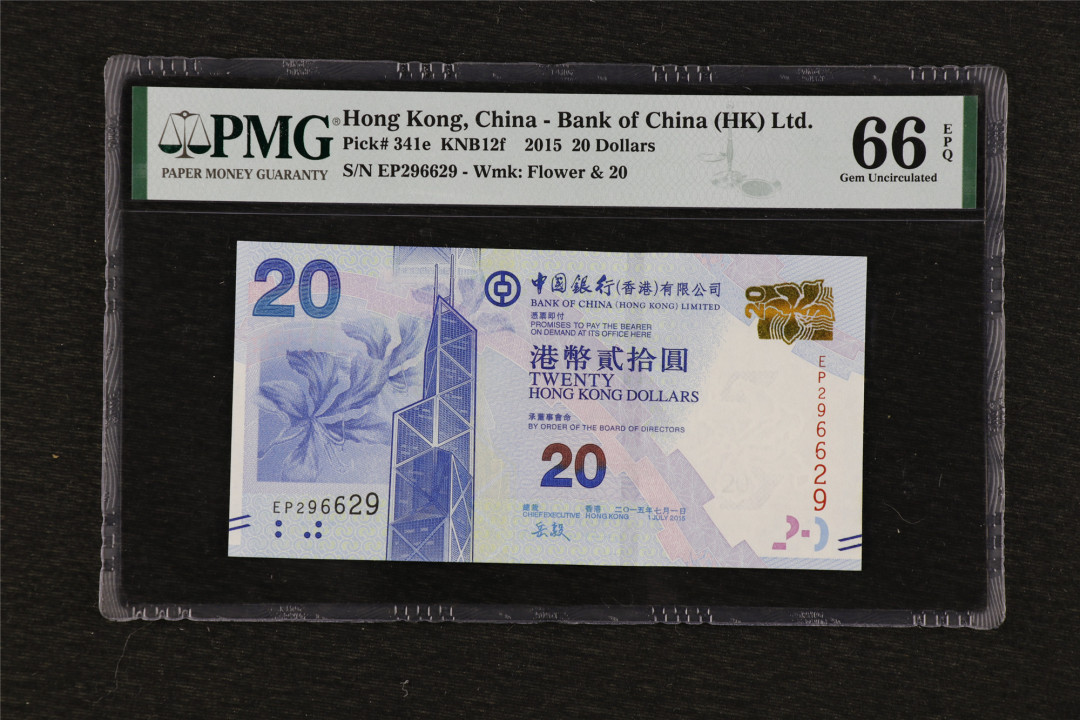 PMG®
PAPER MONEY GUARANTY
Hong Kong, China - Bank of China (HK) Ltd.
Pick# 341e KNB12f 2015 20 Dollars
S/N EP296629 - Wmk: Flower & 20
66
EPQ
Gem Uncirculated
20
中國銀行(香港)有限公司
BANK OF CHINA (HONG KONG) LIMITED
憑票即付
PROMISES TO PAY THE BEARER
ON DEMAND AT ITS OFFICE HERE
港幣貳拾圓
TWENTY
HONG KONG DOLLARS
承董事會命
BY ORDER OF THE BOARD OF DIRECTORS
20
總裁 香港 二〇一五年七月一日
CHIEF EXECUTIVE HONG KONG 1 JULY 2015
岳毅
EP296629
20
EP296629